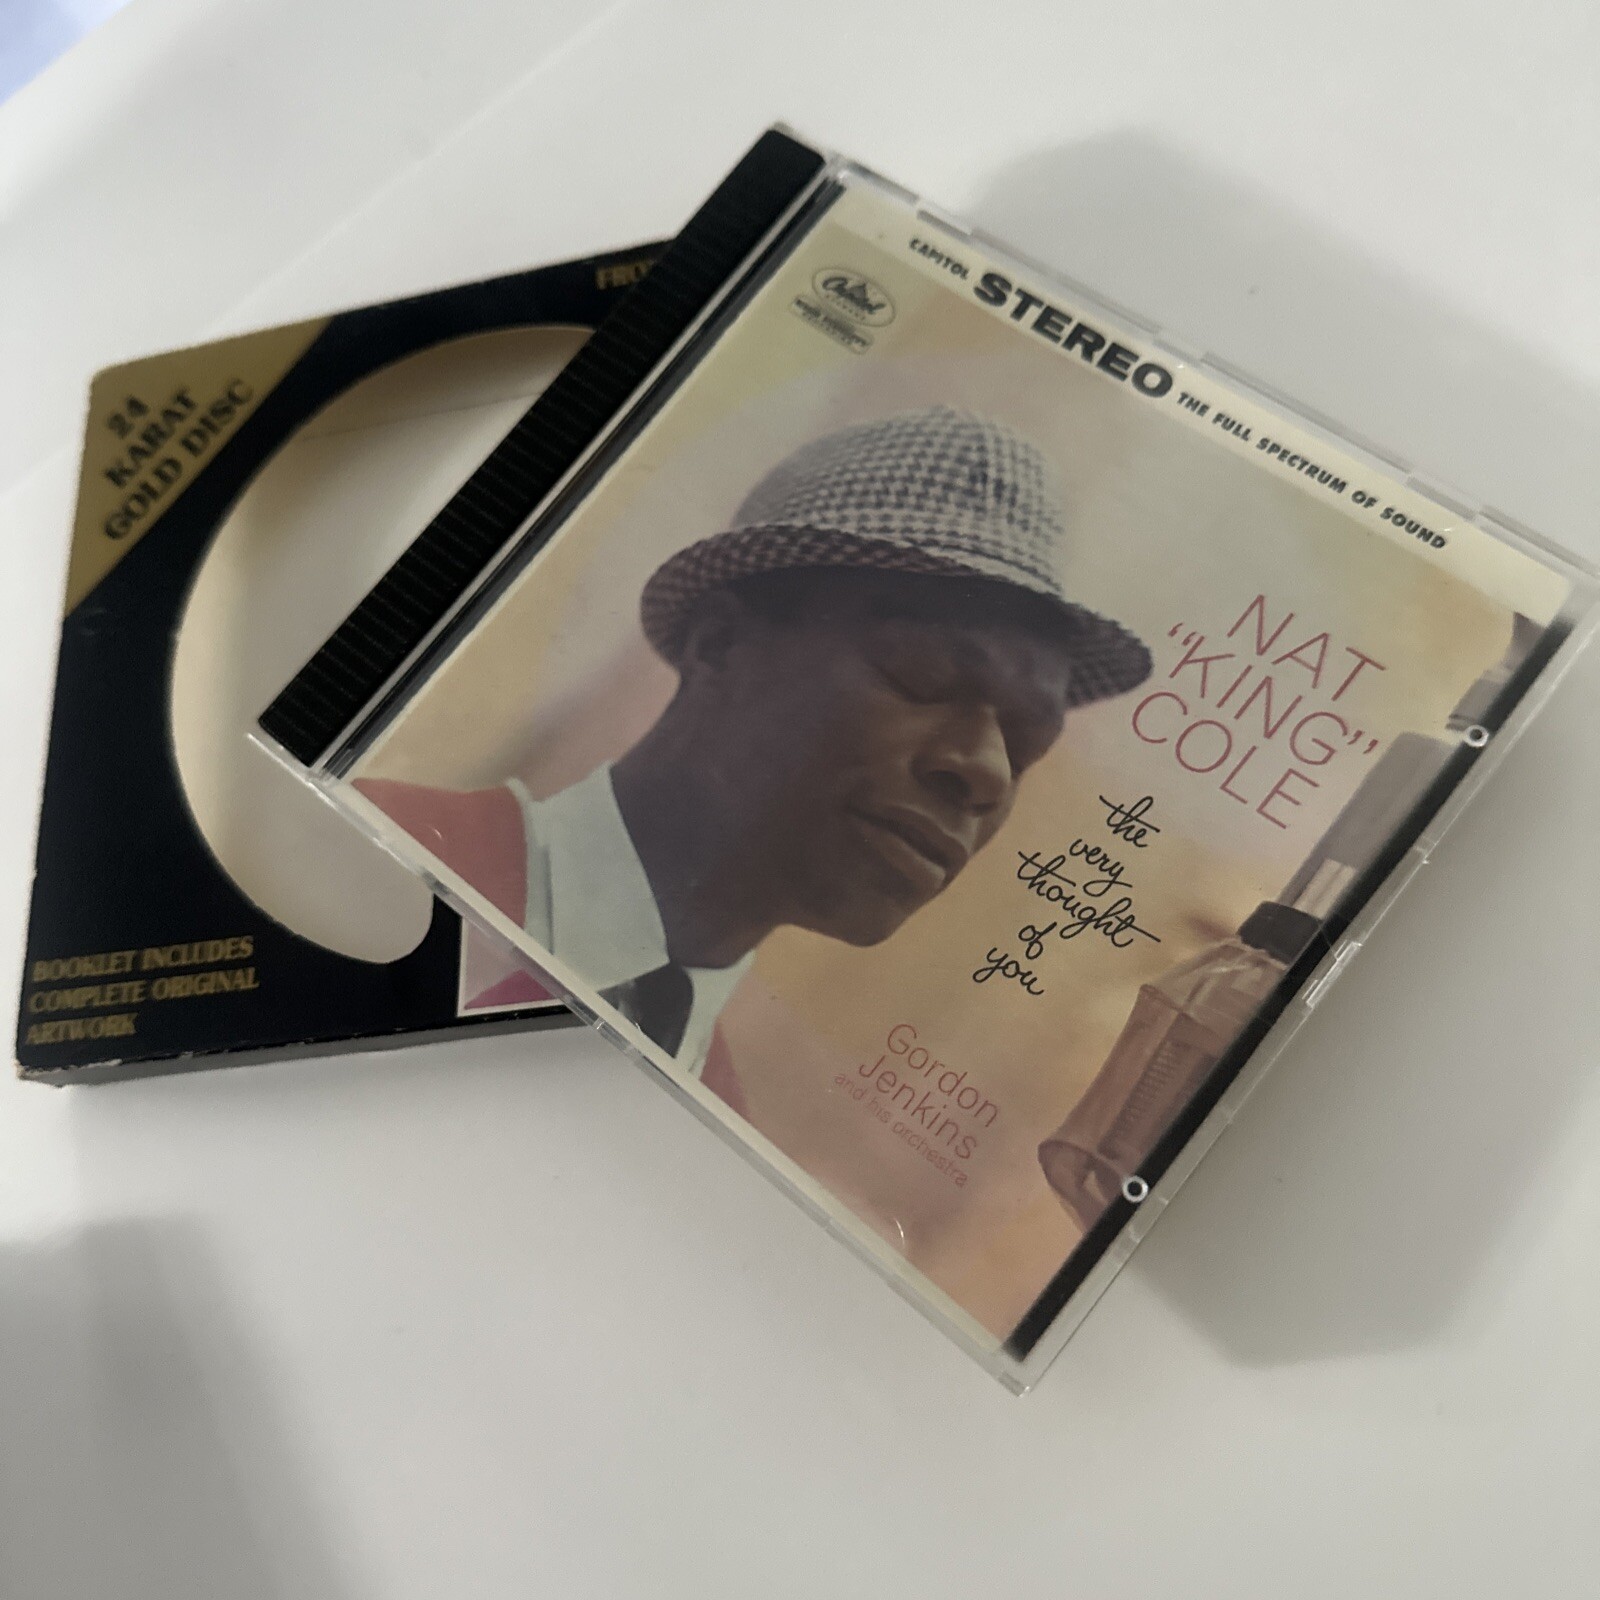 24
KARAT
GOLD DISC
BOOKLET INCLUDES
COMPLETE ORIGINAL
ARTWORK
CAPITOL STEREO THE FULL SPECTRUM OF SOUND
Capitol
NAT
"KING"
COLE
the
very
thought
of
you
Gordon
Jenkins
and his orchestra